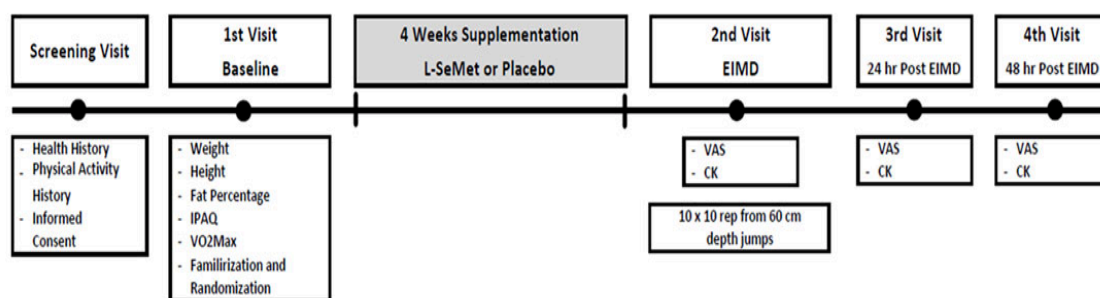 Screening Visit
1st Visit
Baseline
4 Weeks Supplementation
L-SeMet or Placebo
2nd Visit
EIMD
3rd Visit
24 hr Post EIMD
4th Visit
48 hr Post EIMD
- Health History
- Physical Activity
History
- Informed
Consent
- Weight
- Height
- Fat Percentage
- IPAQ
- VO2Max
- Familirization and
Randomization
- VAS
- CK
10 x 10 rep from 60 cm
depth jumps
- VAS
- CK
- VAS
- CK